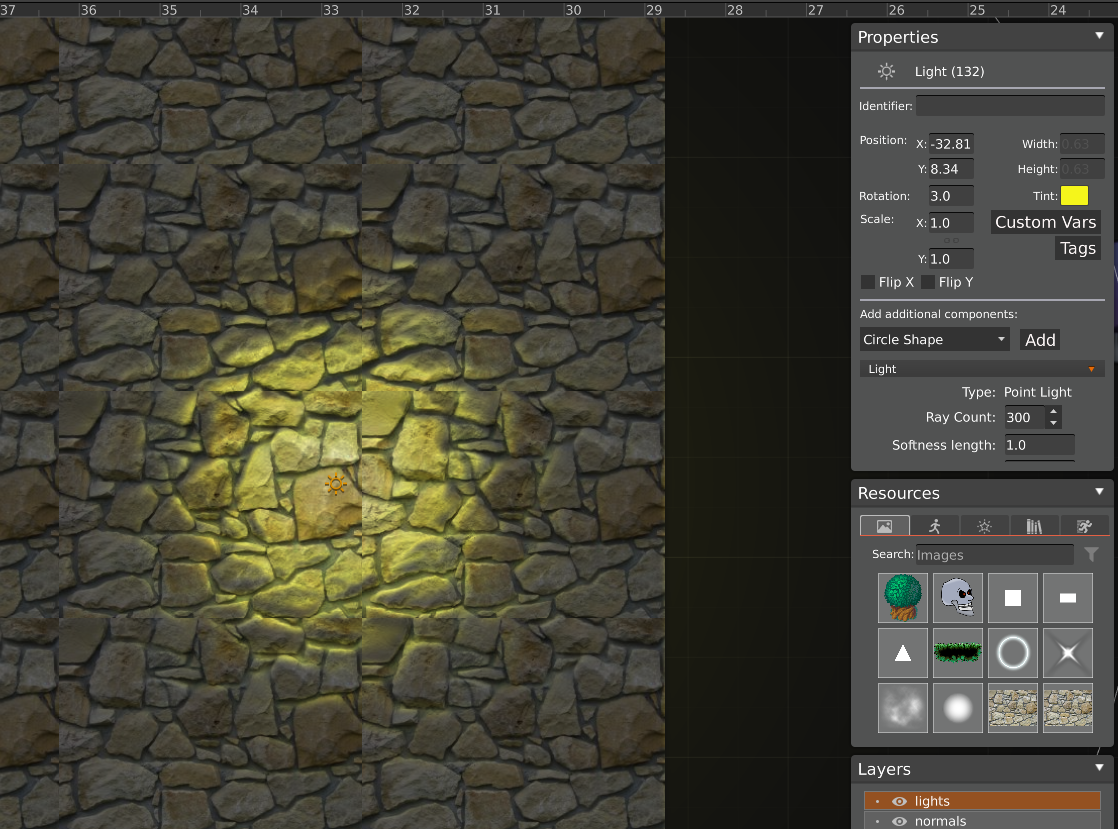 37 36 35 34 33 32 31 30 29 28 27 26 25 24
Properties
Light (132)
Identifier:
Position: X: -32.81 Width: 0.63
Y: 8.34 Height: 0.63
Rotation: 3.0 Tint:
Scale: X: 1.0 Custom Vars
Tags
Y: 1.0
Flip X Flip Y
Add additional components:
Circle Shape Add
Light
Type: Point Light
Ray Count: 300
Softness length: 1.0
Resources
Search: Images
Layers
lights
normals